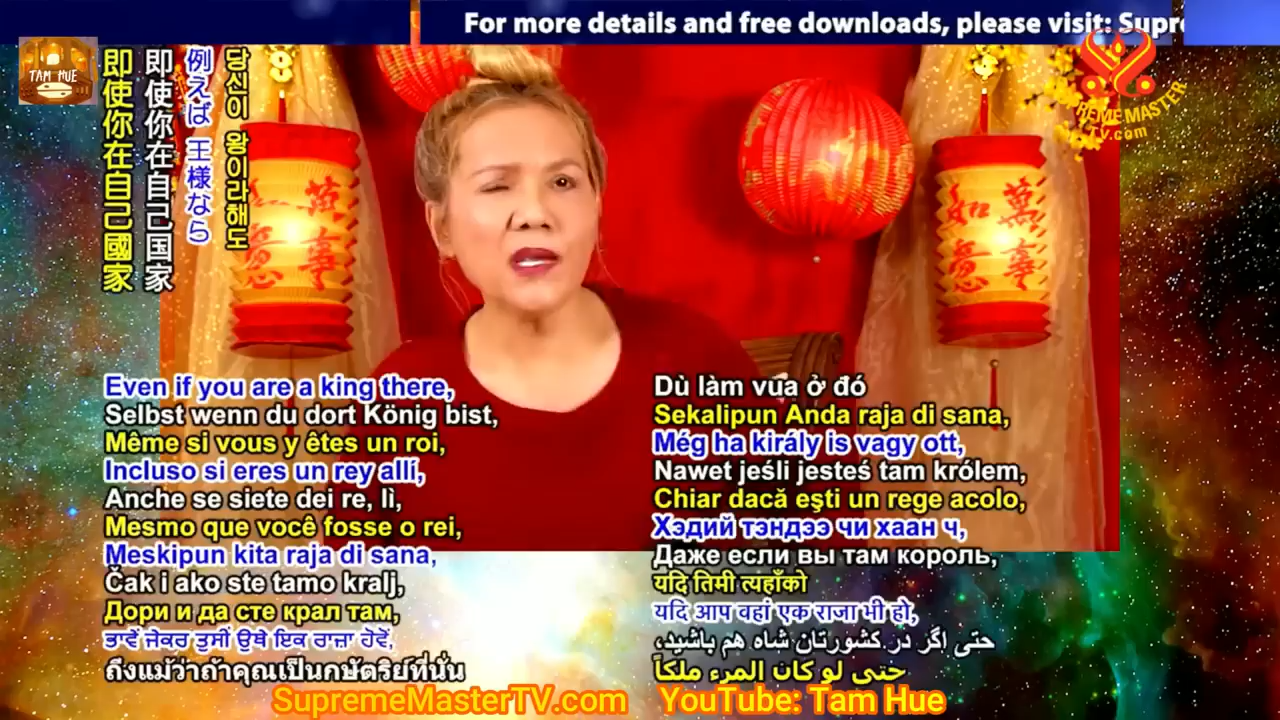 For more details and free downloads, please visit: Supre
TAM HUE
REME MASTER
TV.com
당신이 왕이라해도
例えば 王様なら
即使你在自己国家
即使你在自己國家
萬事
如意
萬事
如意
Even if you are a king there,
Selbst wenn du dort König bist,
Même si vous y êtes un roi,
Incluso si eres un rey allí,
Anche se siete dei re, lì,
Mesmo que você fosse o rei,
Meskipun kita raja di sana,
Čak i ako ste tamo kralj,
Дори и да сте крал там,
ਭਾਵੇਂ ਜੇਕਰ ਤੁਸੀਂ ਉਥੇ ਇਕ ਰਾਜ਼ਾ ਹੋਵੋਂ,
ถึงแม้ว่าถ้าคุณเป็นกษัตริย์ที่นั่น
Dù làm vua ở đó
Sekalipun Anda raja di sana,
Még ha király is vagy ott,
Nawet jeśli jesteś tam królem,
Chiar dacă eşti un rege acolo,
Хэдий тэндээ чи хаан ч,
Даже если вы там король,
यदि तिमी त्यहाँको
यदि आप वहां एक राजा भी हो,
حتی اگر در کشورتان شاه هم باشید،
حتى لو كان المرء ملكاً
SupremeMasterTV.com YouTube: Tam Hue